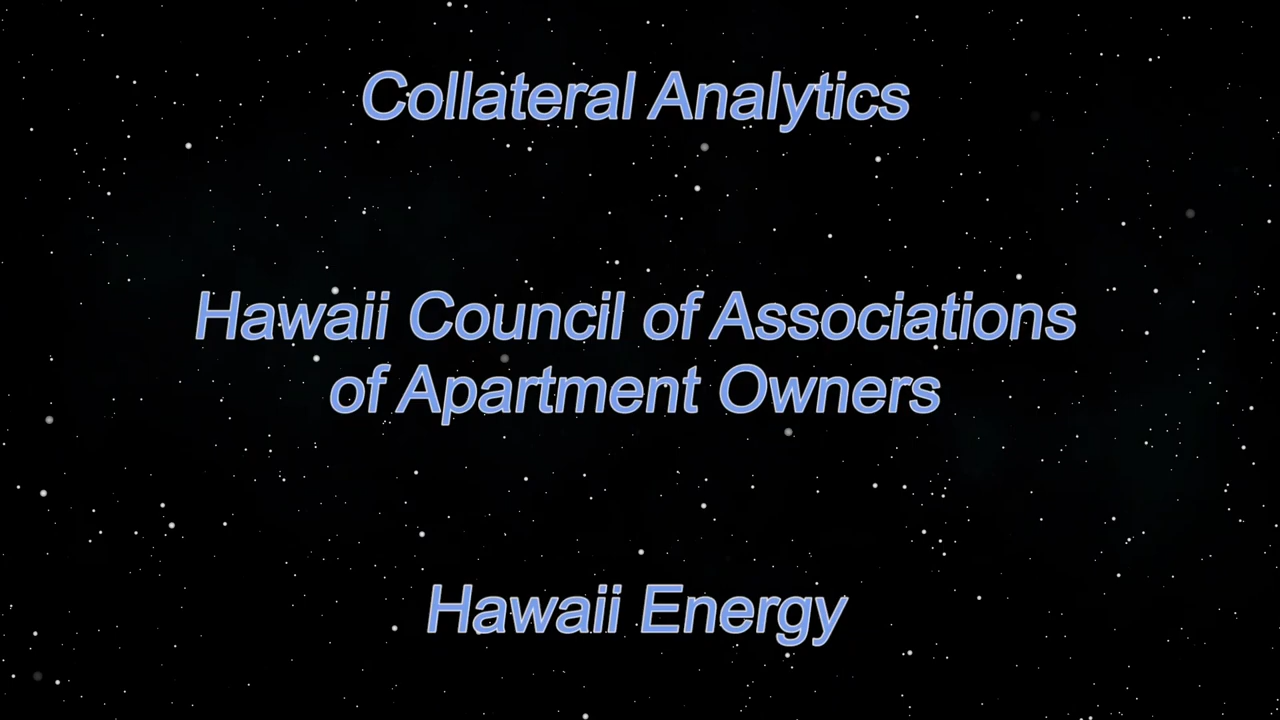 Collateral Analytics
Hawaii Council of Associations
of Apartment Owners
Hawaii Energy